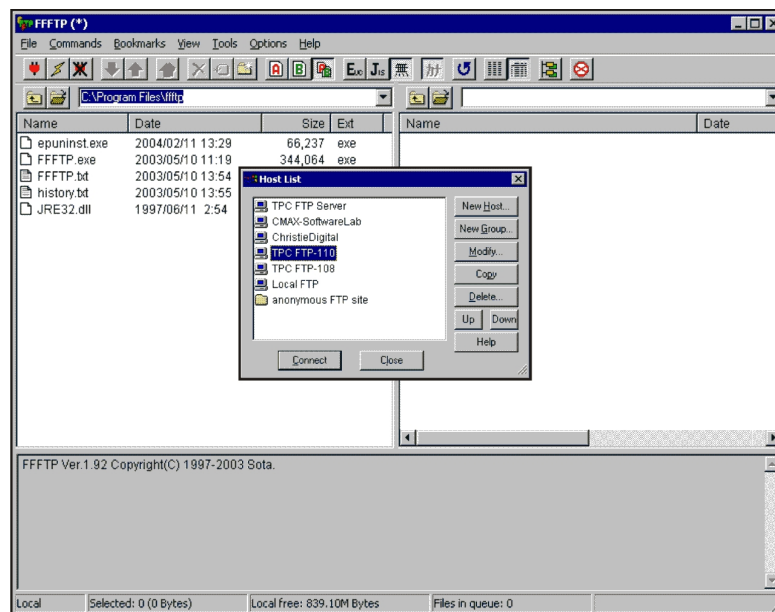 FFFTP (*)
File Commands Bookmarks View Tools Options Help
A B Euc Jis 無 ｶﾅ
C:\Program Files\ffftp
Name Date Size Ext Name Date
epuninst.exe 2004/02/11 13:29 66,237 exe
FFFTP.exe 2003/05/10 11:19 344,064 exe
FFFTP.txt 2003/05/10 13:54
history.txt 2003/05/10 13:55
JRE32.dll 1997/06/11 2:54
Host List
TPC FTP Server
CMAX-SoftwareLab
ChristieDigital
TPC FTP-110
TPC FTP-108
Local FTP
anonymous FTP site
New Host...
New Group...
Modify...
Copy
Delete...
Up Down
Help
Connect Close
FFFTP Ver.1.92 Copyright(C) 1997-2003 Sota.
Local Selected: 0 (0 Bytes) Local free: 839.10M Bytes Files in queue: 0